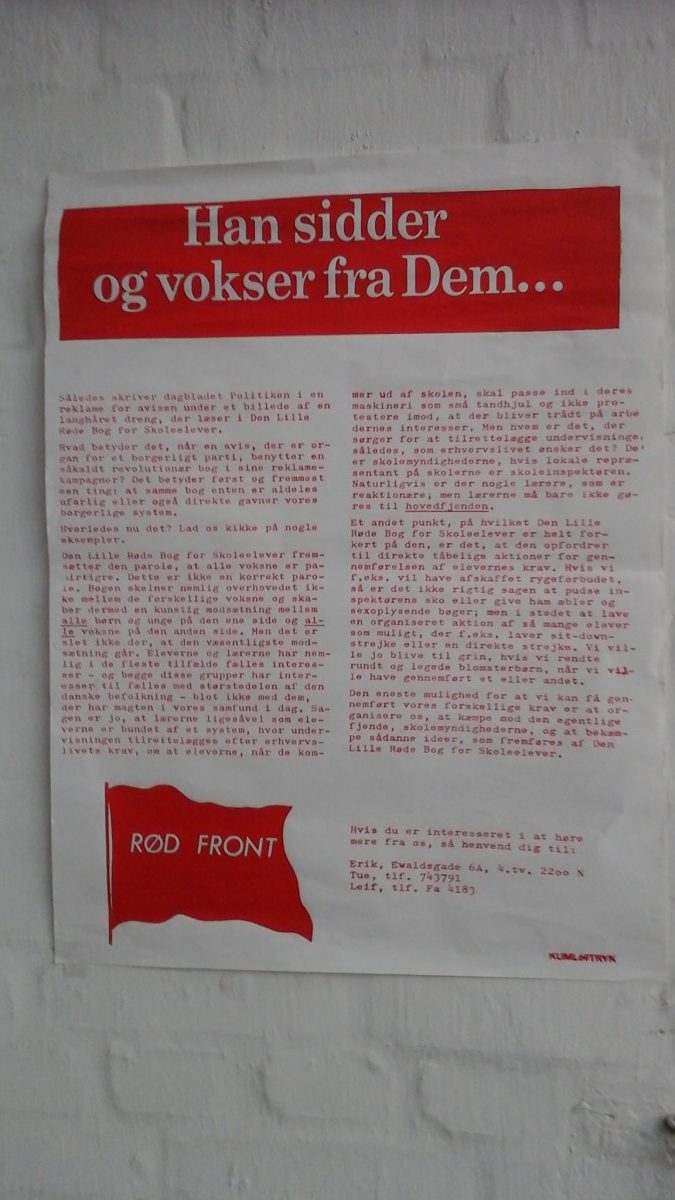 Han sidder
og vokser fra Dem...
Således skriver dagbladet Politiken i en
reklame for avisen under et billede af en
langhåret dreng, der læser i Den Lille
Røde Bog for Skoleelever.
Hvad betyder det, når en avis, der er or-
gan for et borgerligt parti, benytter en
såkaldt revolutionær bog i sine reklame-
kampagner? Det betyder først og fremmest
een ting: at samme bog enten er aldeles
ufarlig eller også direkte gavner vores
borgerlige system.
Hvorledes nu det? Lad os kikke på nogle
eksempler.
Den Lille Røde Bog for Skoleelever frem-
sætter den parole, at alle voksne er pa-
pirtigre. Dette er ikke en korrekt paro-
le. Bogen skelner nemlig overhovedet ik-
ke mellem de forskellige voksne og ska-
ber dermed en kunstig modsætning mellem
alle børn og unge på den ene side og al-
le voksne på den anden side. Men det er
slet ikke der, at den væsentligste mod-
sætning går. Eleverne og lærerne har nem-
lig i de fleste tilfælde fælles interes-
ser - og begge disse grupper har inter-
esser til fælles med størstedelen af den
danske befolkning - blot ikke med dem,
der har magten i vores samfund i dag. Sa-
gen er jo, at lærerne ligesåvel som ele-
verne er bundet af et system, hvor under-
visningen tilrettelægges efter erhvervs-
livets krav, om at eleverne, når de kom-
mer ud af skolen, skal passe ind i deres
maskineri som små tandhjul og ikke pro-
testere imod, at der bliver trådt på arbe
dernes interesser. Men hvem er det, der
sørger for at tilrettelægge undervisninge.
således, som erhvervslivet ønsker det? De'
er skolemyndighederne, hvis lokale repræ-
sentant på skolerne er skoleinspektøren.
Naturligvis er der nogle lærere, som er
reaktionære; men lærerne må bare ikke gø-
res til hovedfjenden.
Et andet punkt, på hvilket Den Lille
Røde Bog for Skoleelever er helt for-
kert på den, er det, at den opfordrer
til direkte tåbelige aktioner for gen-
nemførelsen af elevernes krav. Hvis vi
f.eks. vil have afskaffet rygeforbudet,
så er det ikke rigtig sagen at pudse in-
spektørens sko eller give ham æbler og
sexoplysende bøger; men i stedet at lave
en organiseret aktion af så mange elever
som muligt, der f.eks. laver sit-down-
strejke eller en direkte strejke. Vi vil-
le jo blive til grin, hvis vi rendte
rundt og legede blomsterbørn, når vi vil-
le have gennemført et eller andet.
Den eneste mulighed for at vi kan få gen-
nemført vores forskellige krav er at or-
ganisere os, at kæmpe mod den egentlige
fjende, skolemyndighederne, og at bekæm-
pe sådanne ideer, som fremføres af Den
Lille Røde Bog for Skoleelever.
RØD FRONT
Hvis du er interesseret i at høre
mere fra os, så henvend dig til:
Erik, Ewaldsgade 6A, 4.tv. 2200 N
Tue, tlf. 743791
Leif, tlf. Fa 4183